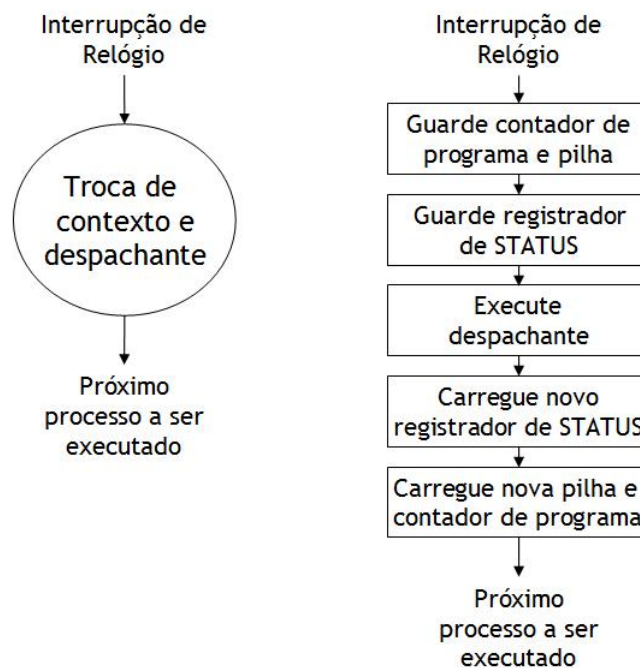 Interrupção de
Relógio
Troca de
contexto e
despachante
Próximo
processo a ser
executado
Interrupção de
Relógio
Guarde contador de
programa e pilha
Guarde registrador
de STATUS
Execute
despachante
Carregue novo
registrador de STATUS
Carregue nova pilha e
contador de programa
Próximo
processo a ser
executado